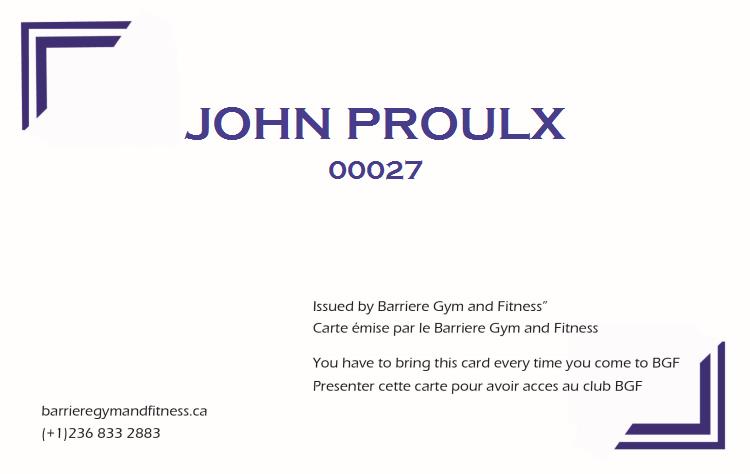 JOHN PROULX
00027
Issued by Barriere Gym and Fitness”
Carte émise par le Barriere Gym and Fitness
You have to bring this card every time you come to BGF
Presenter cette carte pour avoir acces au club BGF
barrieregymandfitness.ca
(+1)236 833 2883